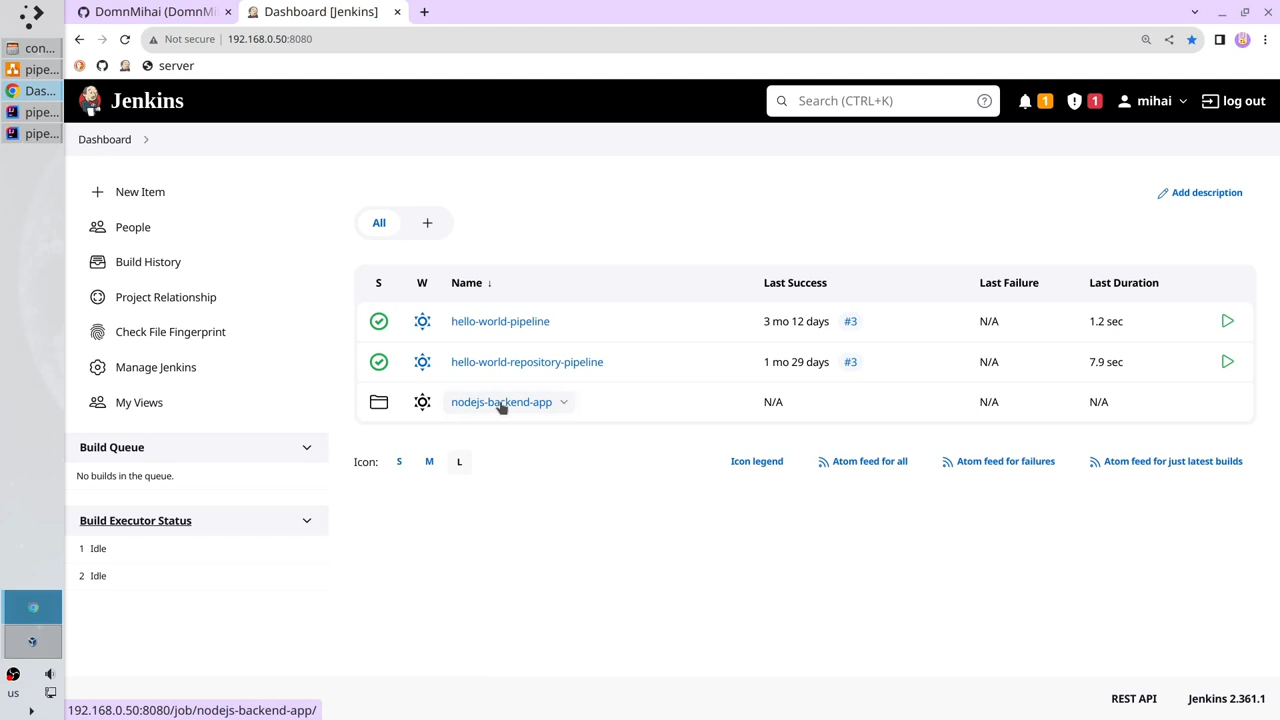 DomnMihai (DomnMi
Dashboard [Jenkins]
con...
pipe...
Das...
pipe...
pipe...
Not secure
192.168.0.50:8080
server
Jenkins
Search (CTRL+K)
1
1
mihai
log out
Dashboard
New Item
People
Build History
Project Relationship
Check File Fingerprint
Manage Jenkins
My Views
Build Queue
No builds in the queue.
Build Executor Status
1 Idle
2 Idle
Add description
All
S W Name ↓ Last Success Last Failure Last Duration
hello-world-pipeline 3 mo 12 days #3 N/A 1.2 sec
hello-world-repository-pipeline 1 mo 29 days #3 N/A 7.9 sec
nodejs-backend-app N/A N/A N/A
Icon: S M L
Icon legend
Atom feed for all
Atom feed for failures
Atom feed for just latest builds
us
192.168.0.50:8080/job/nodejs-backend-app/
REST API
Jenkins 2.361.1